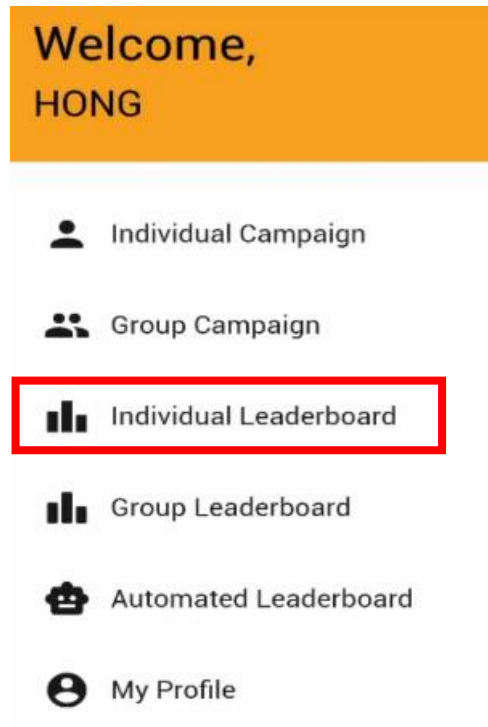 Welcome,
HONG
Individual Campaign
Group Campaign
Individual Leaderboard
Group Leaderboard
Automated Leaderboard
My Profile